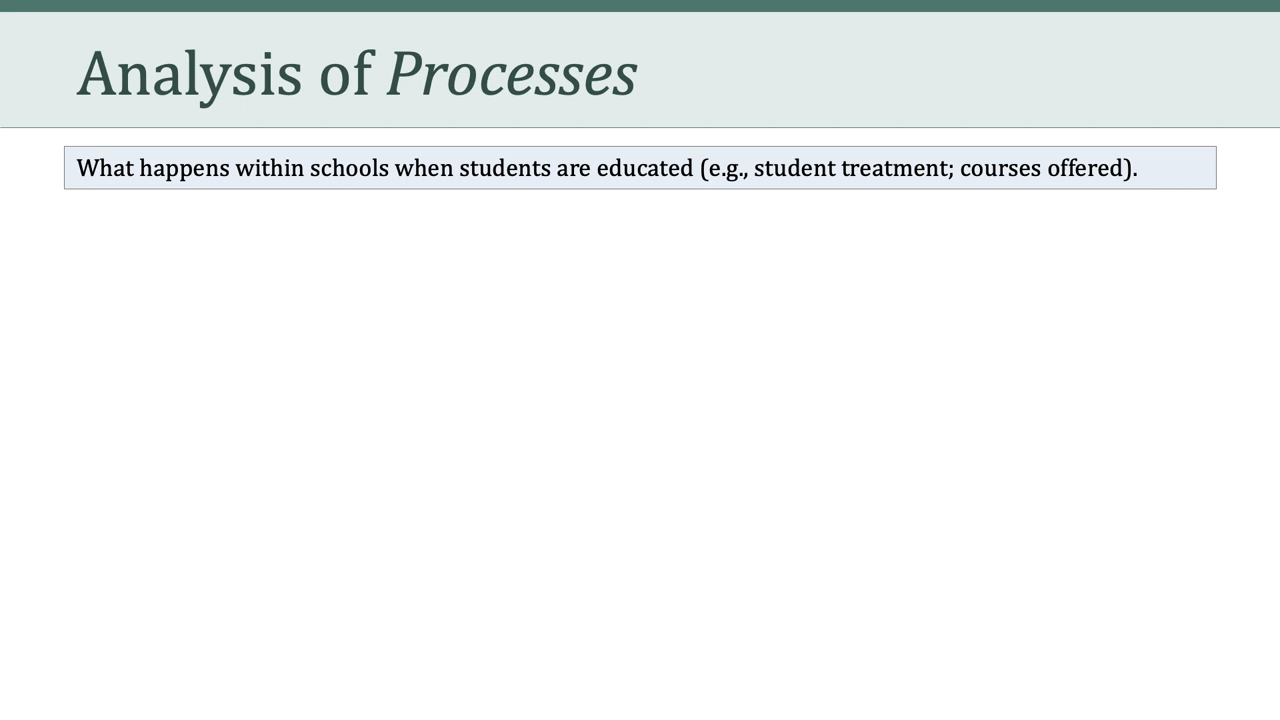 Analysis of Processes
What happens within schools when students are educated (e.g., student treatment; courses offered).